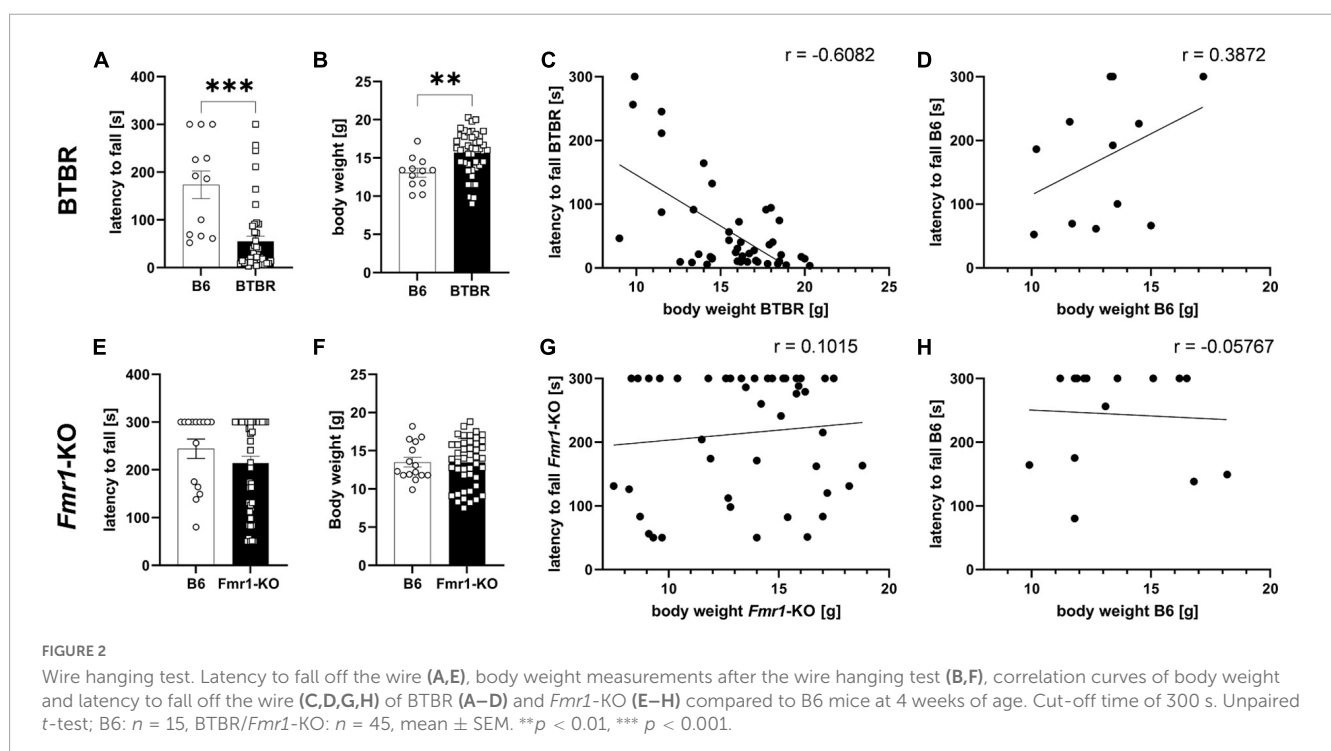 A
B
C
D
r = -0.6082
r = 0.3872
BTBR
latency to fall [s]
400
300
200
100
0
***
B6
BTBR
body weight [g]
25
20
15
10
5
0
**
B6
BTBR
latency to fall BTBR [s]
300
200
100
0
10
15
20
25
body weight BTBR [g]
latency to fall B6 [s]
300
200
100
0
10
15
20
body weight B6 [g]
E
F
G
H
r = 0.1015
r = -0.05767
Fmr1-KO
latency to fall [s]
400
300
200
100
0
B6
Fmr1-KO
Body weight [g]
25
20
15
10
5
0
B6
Fmr1-KO
latency to fall Fmr1-KO [s]
300
200
100
0
10
15
20
body weight Fmr1-KO [g]
latency to fall B6 [s]
300
200
100
0
10
15
20
body weight B6 [g]
FIGURE 2
Wire hanging test. Latency to fall off the wire (A,E), body weight measurements after the wire hanging test (B,F), correlation curves of body weight
and latency to fall off the wire (C,D,G,H) of BTBR (A–D) and Fmr1-KO (E–H) compared to B6 mice at 4 weeks of age. Cut-off time of 300 s. Unpaired
t-test; B6: n = 15, BTBR/Fmr1-KO: n = 45, mean ± SEM. **p < 0.01, *** p < 0.001.